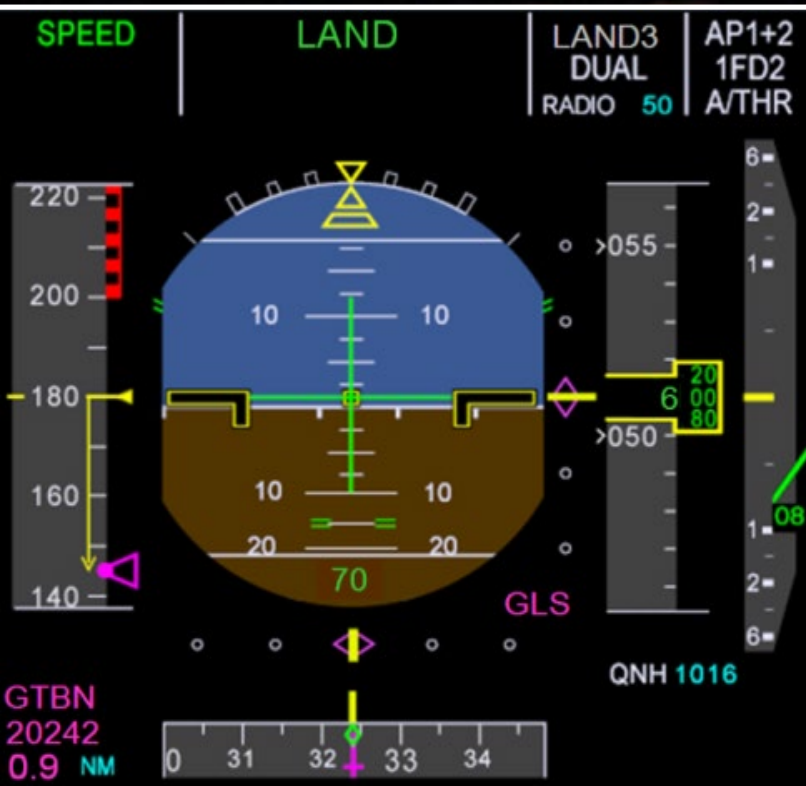 SPEED
LAND
LAND3
DUAL
RADIO 50
AP1+2
1FD2
A/THR
220
200
180
160
140
10 10
10 10
20 20
70
>055
>050
20
6 00
80
6
2
1
1
2
6
08
GLS
QNH 1016
GTBN
20242
0.9 NM
0 31 32 33 34